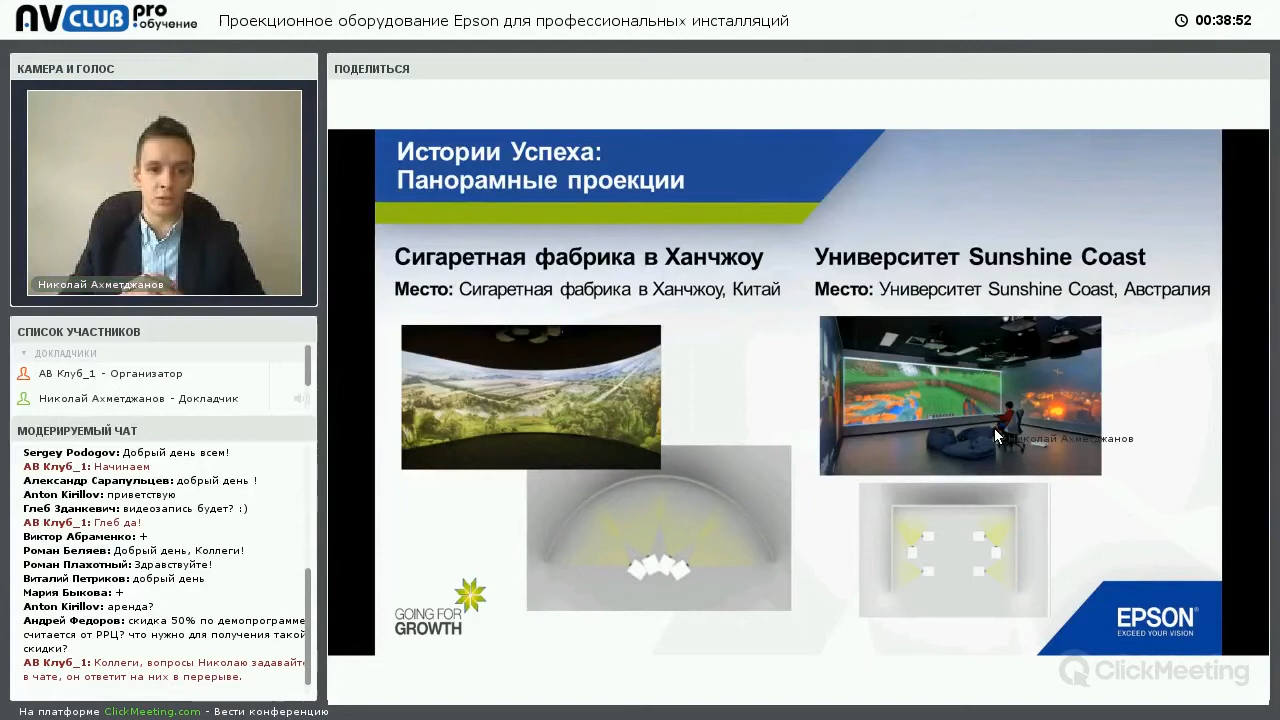 AV CLUB pro :обучение
Проекционное оборудование Epson для профессиональных инсталляций
00:38:52
КАМЕРА И ГОЛОС
Николай Ахметджанов
СПИСОК УЧАСТНИКОВ
ДОКЛАДЧИКИ
АВ Клуб_1 - Организатор
Николай Ахметджанов - Докладчик
МОДЕРИРУЕМЫЙ ЧАТ
Sergey Podogov: Добрый день всем!
АВ Клуб_1: Начинаем
Александр Сарапульцев: добрый день !
Anton Kirillov: приветствую
Глеб Зданкевич: видеозапись будет? :)
АВ Клуб_1: Глеб да!
Виктор Абраменко: +
Роман Беляев: Добрый день, Коллеги!
Роман Плахотный: Здравствуйте!
Виталий Петриков: добрый день
Мария Быкова: +
Anton Kirillov: аренда?
Андрей Федоров: скидка 50% по демопрограмме
считается от РРЦ? что нужно для получения такой
скидки?
АВ Клуб_1: Коллеги, вопросы Николаю задавайте
в чате, он ответит на них в перерыве.
На платформе ClickMeeting.com - Вести конференцию
ПОДЕЛИТЬСЯ
Истории Успеха:
Панорамные проекции
Сигаретная фабрика в Ханчжоу
Место: Сигаретная фабрика в Ханчжоу, Китай
Университет Sunshine Coast
Место: Университет Sunshine Coast, Австралия
Николай Ахметджанов
GOING FOR
GROWTH
EPSON
EXCEED YOUR VISION
ClickMeeting